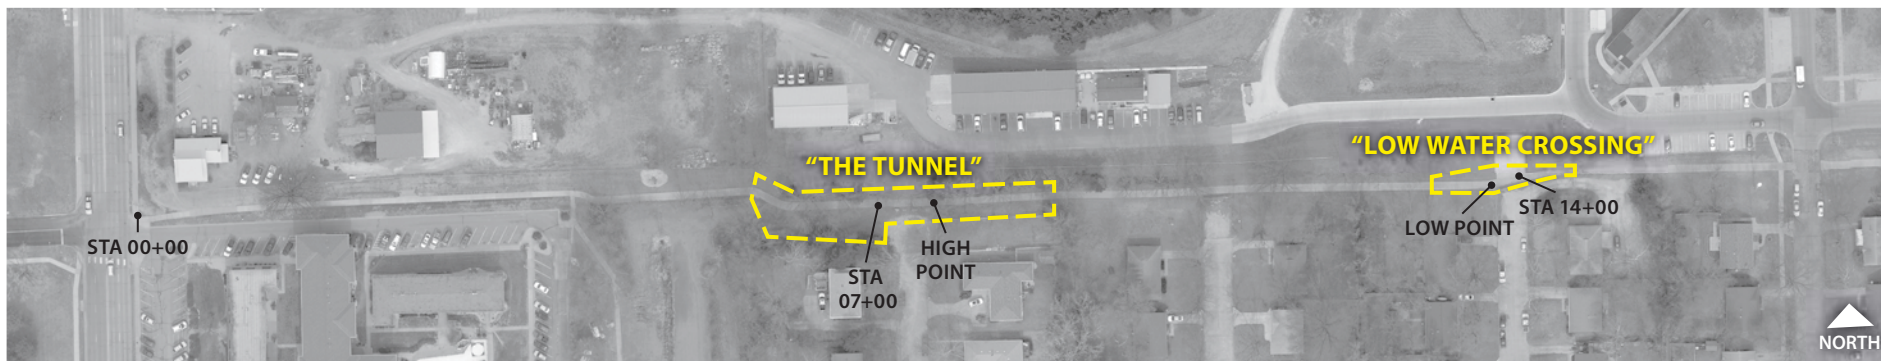 “THE TUNNEL”
“LOW WATER CROSSING”
STA 00+00
STA
07+00
HIGH
POINT
LOW POINT
STA 14+00
NORTH